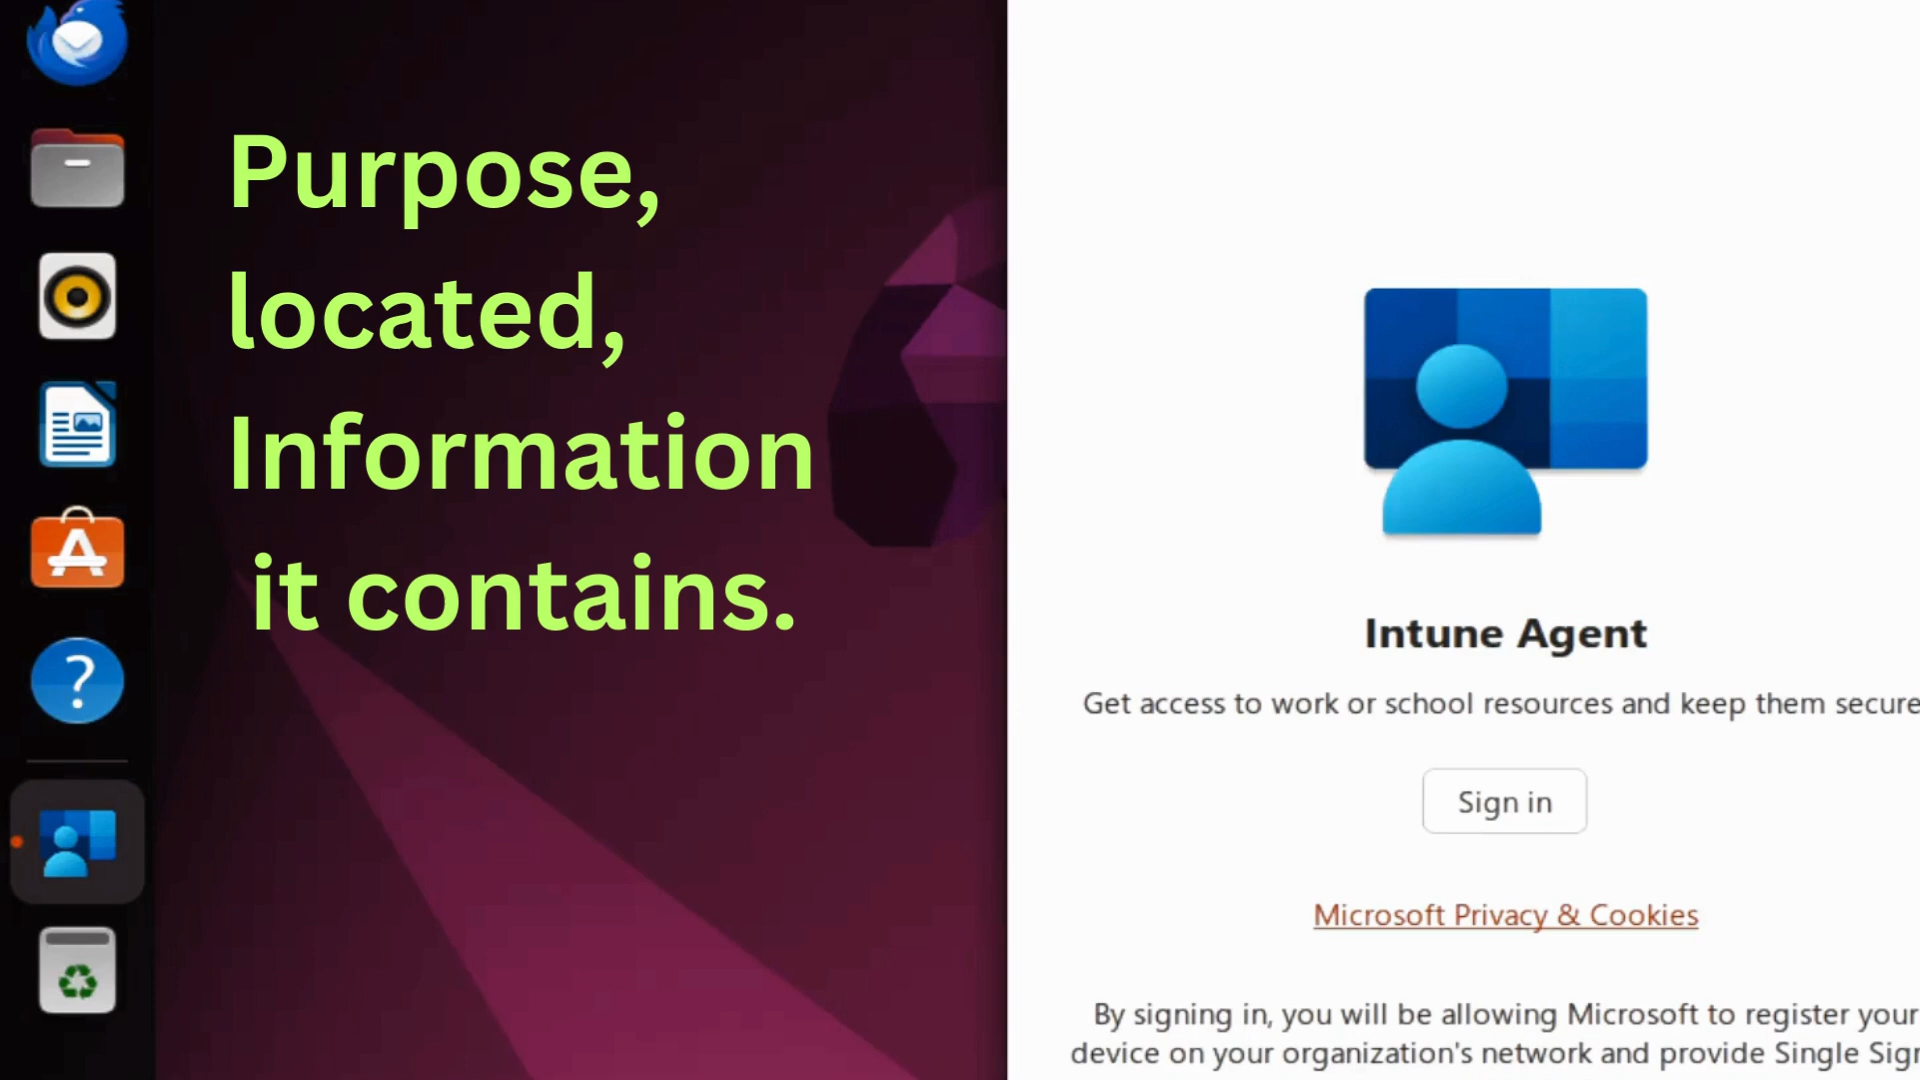 Purpose,
located,
Information
it contains.
Intune Agent
Get access to work or school resources and keep them secure
Sign in
Microsoft Privacy & Cookies
By signing in, you will be allowing Microsoft to register your
device on your organization's network and provide Single Sign